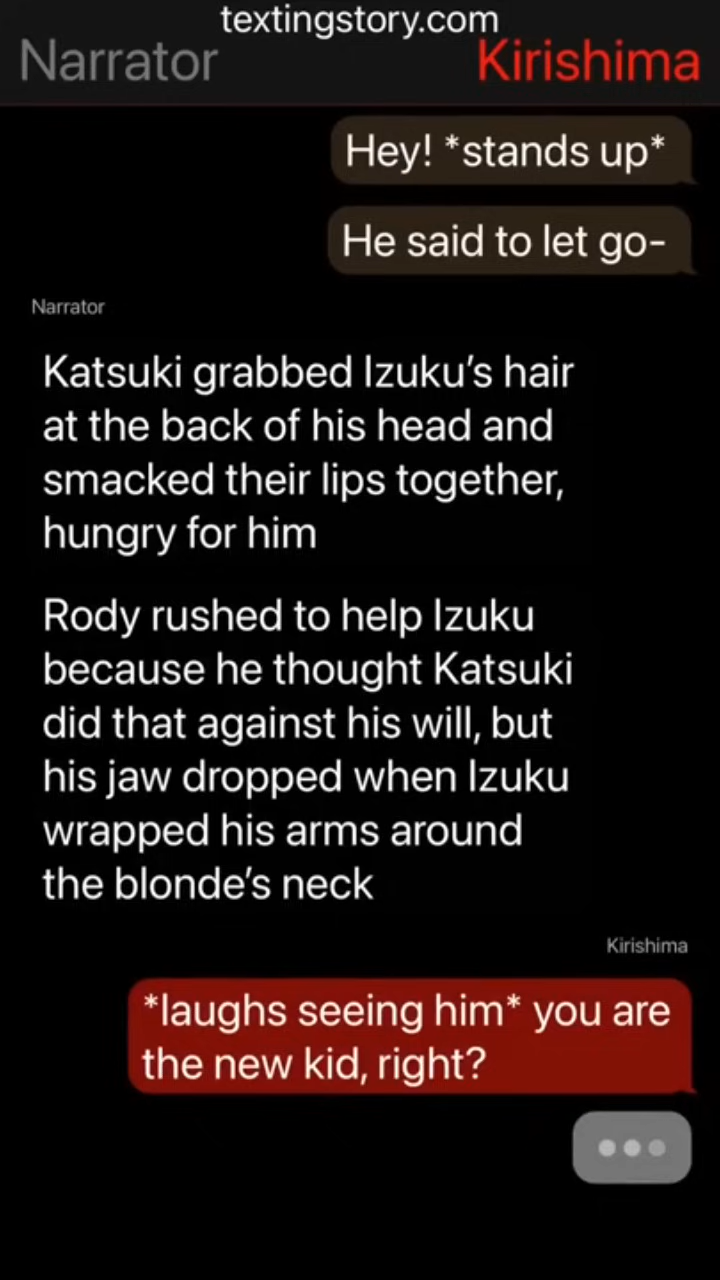 textingstory.com
Narrator Kirishima
Hey! *stands up*
He said to let go-
Narrator
Katsuki grabbed Izuku’s hair
at the back of his head and
smacked their lips together,
hungry for him
Rody rushed to help Izuku
because he thought Katsuki
did that against his will, but
his jaw dropped when Izuku
wrapped his arms around
the blonde’s neck
Kirishima
*laughs seeing him* you are
the new kid, right?